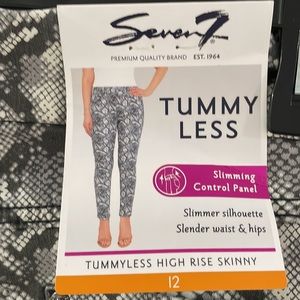 Seven7
PREMIUM QUALITY BRAND EST. 1964
TUMMY
LESS
Slimming
Control Panel
Slimmer silhouette
Slender waist & hips
TUMMYLESS HIGH RISE SKINNY
12